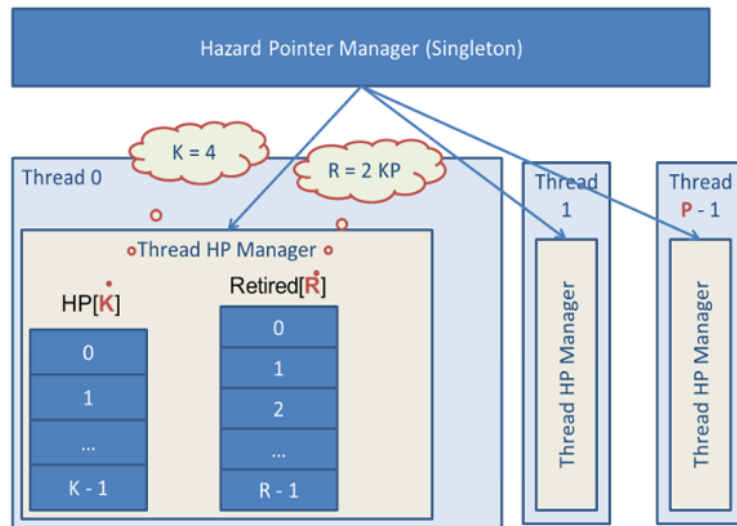 Hazard Pointer Manager (Singleton)
K = 4
R = 2 KP
Thread 0
Thread
1
Thread
P - 1
Thread HP Manager
HP[K]
0
1
...
K - 1
Retired[R]
0
1
2
...
R - 1
Thread HP Manager
Thread HP Manager